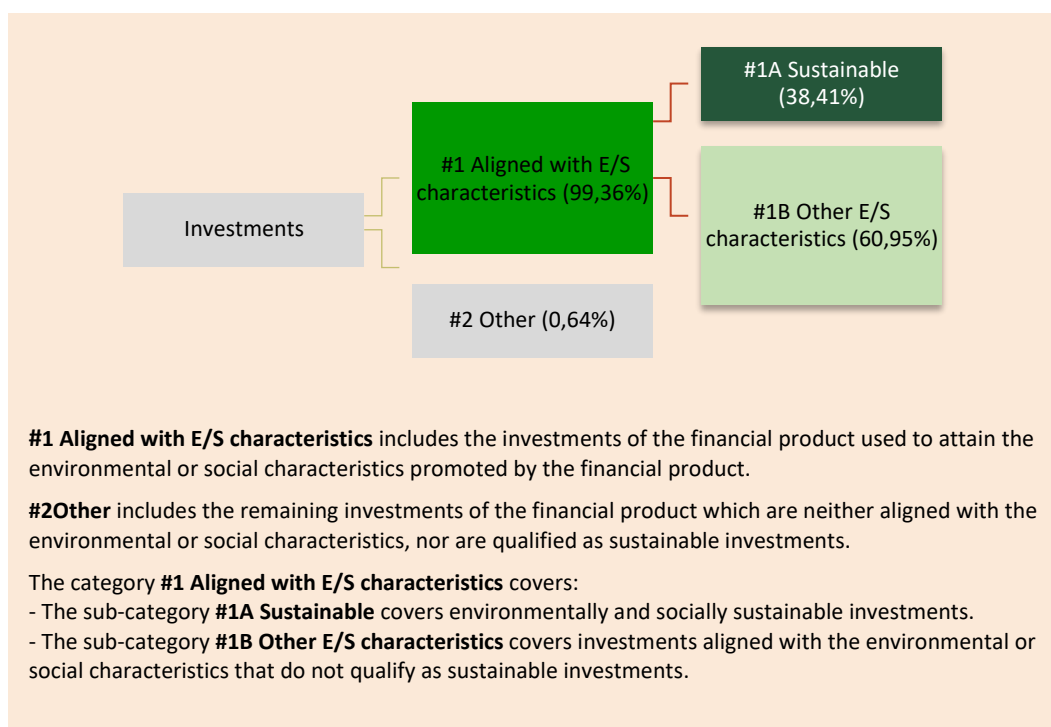 #1A Sustainable
(38,41%)
#1 Aligned with E/S
characteristics (99,36%)
#1B Other E/S
characteristics (60,95%)
Investments
#2 Other (0,64%)
#1 Aligned with E/S characteristics includes the investments of the financial product used to attain the
environmental or social characteristics promoted by the financial product.
#2Other includes the remaining investments of the financial product which are neither aligned with the
environmental or social characteristics, nor are qualified as sustainable investments.
The category #1 Aligned with E/S characteristics covers:
- The sub-category #1A Sustainable covers environmentally and socially sustainable investments.
- The sub-category #1B Other E/S characteristics covers investments aligned with the environmental or
social characteristics that do not qualify as sustainable investments.